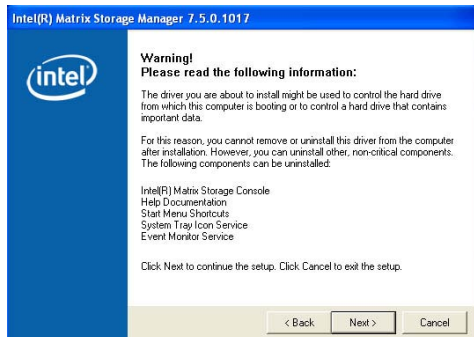 Intel(R) Matrix Storage Manager 7.5.0.1017
intel
Warning!
Please read the following information:
The driver you are about to install might be used to control the hard drive
from which this computer is booting or to control a hard drive that contains
important data.
For this reason, you cannot remove or uninstall this driver from the computer
after installation. However, you can uninstall other, non-critical components.
The following components can be uninstalled:
Intel(R) Matrix Storage Console
Help Documentation
Start Menu Shortcuts
System Tray Icon Service
Event Monitor Service
Click Next to continue the setup. Click Cancel to exit the setup.
< Back Next > Cancel